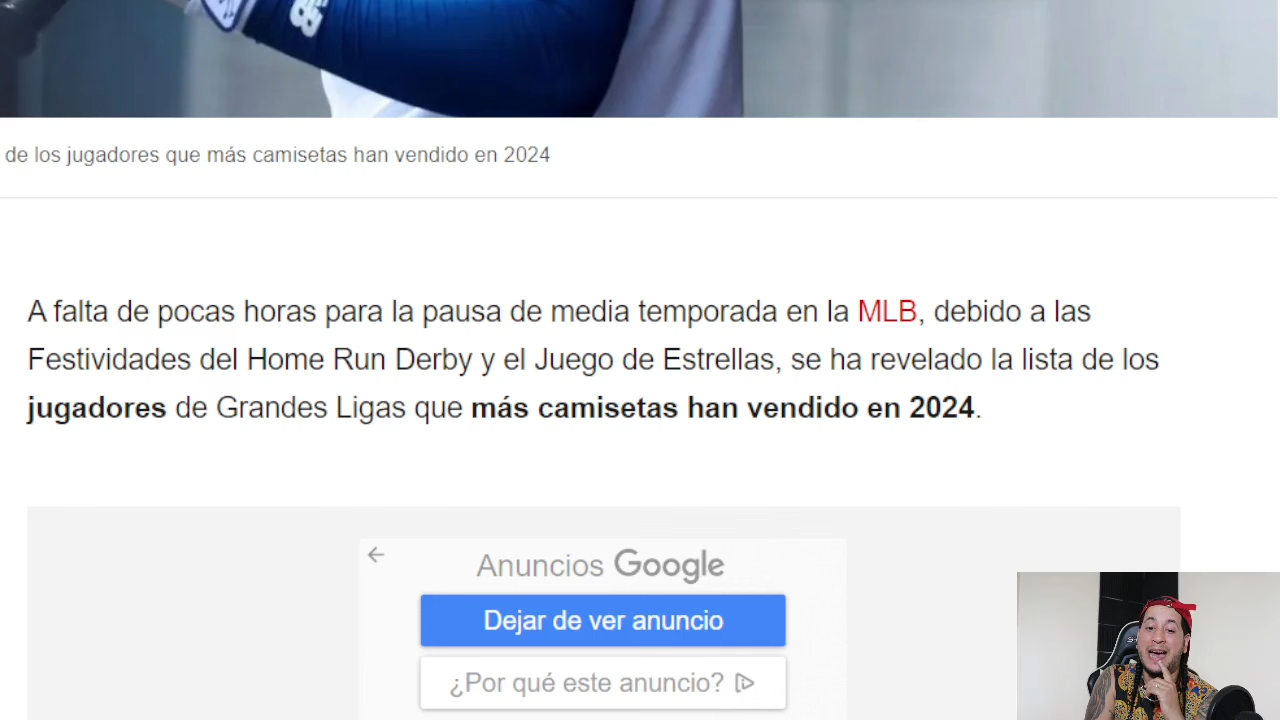 de los jugadores que más camisetas han vendido en 2024
A falta de pocas horas para la pausa de media temporada en la MLB, debido a las
Festividades del Home Run Derby y el Juego de Estrellas, se ha revelado la lista de los
jugadores de Grandes Ligas que más camisetas han vendido en 2024.
Anuncios Google
Dejar de ver anuncio
¿Por qué este anuncio?